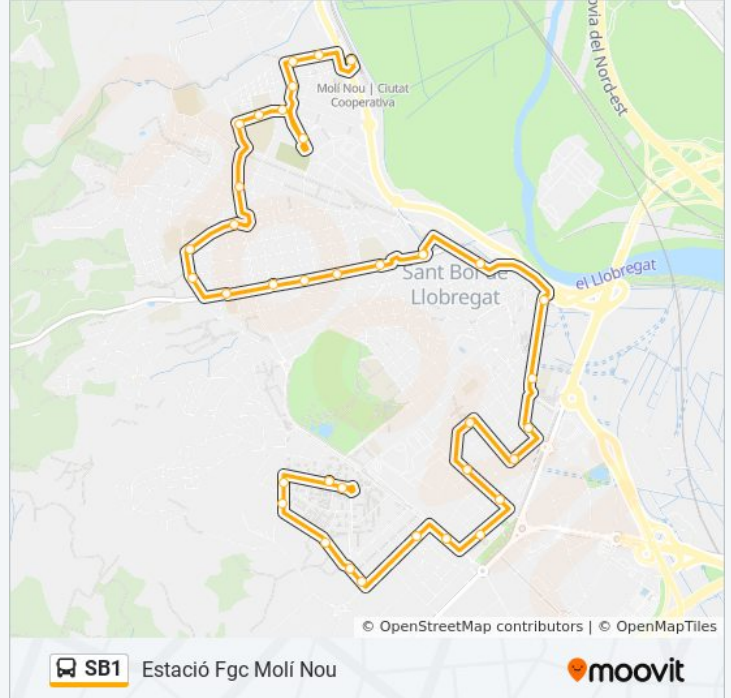 ovia del Nord-est
Molí Nou | Ciutat
Cooperativa
el Llobregat
Sant Boi de
Llobregat
© OpenStreetMap contributors | © OpenMapTiles
SB1 Estació Fgc Molí Nou moovit